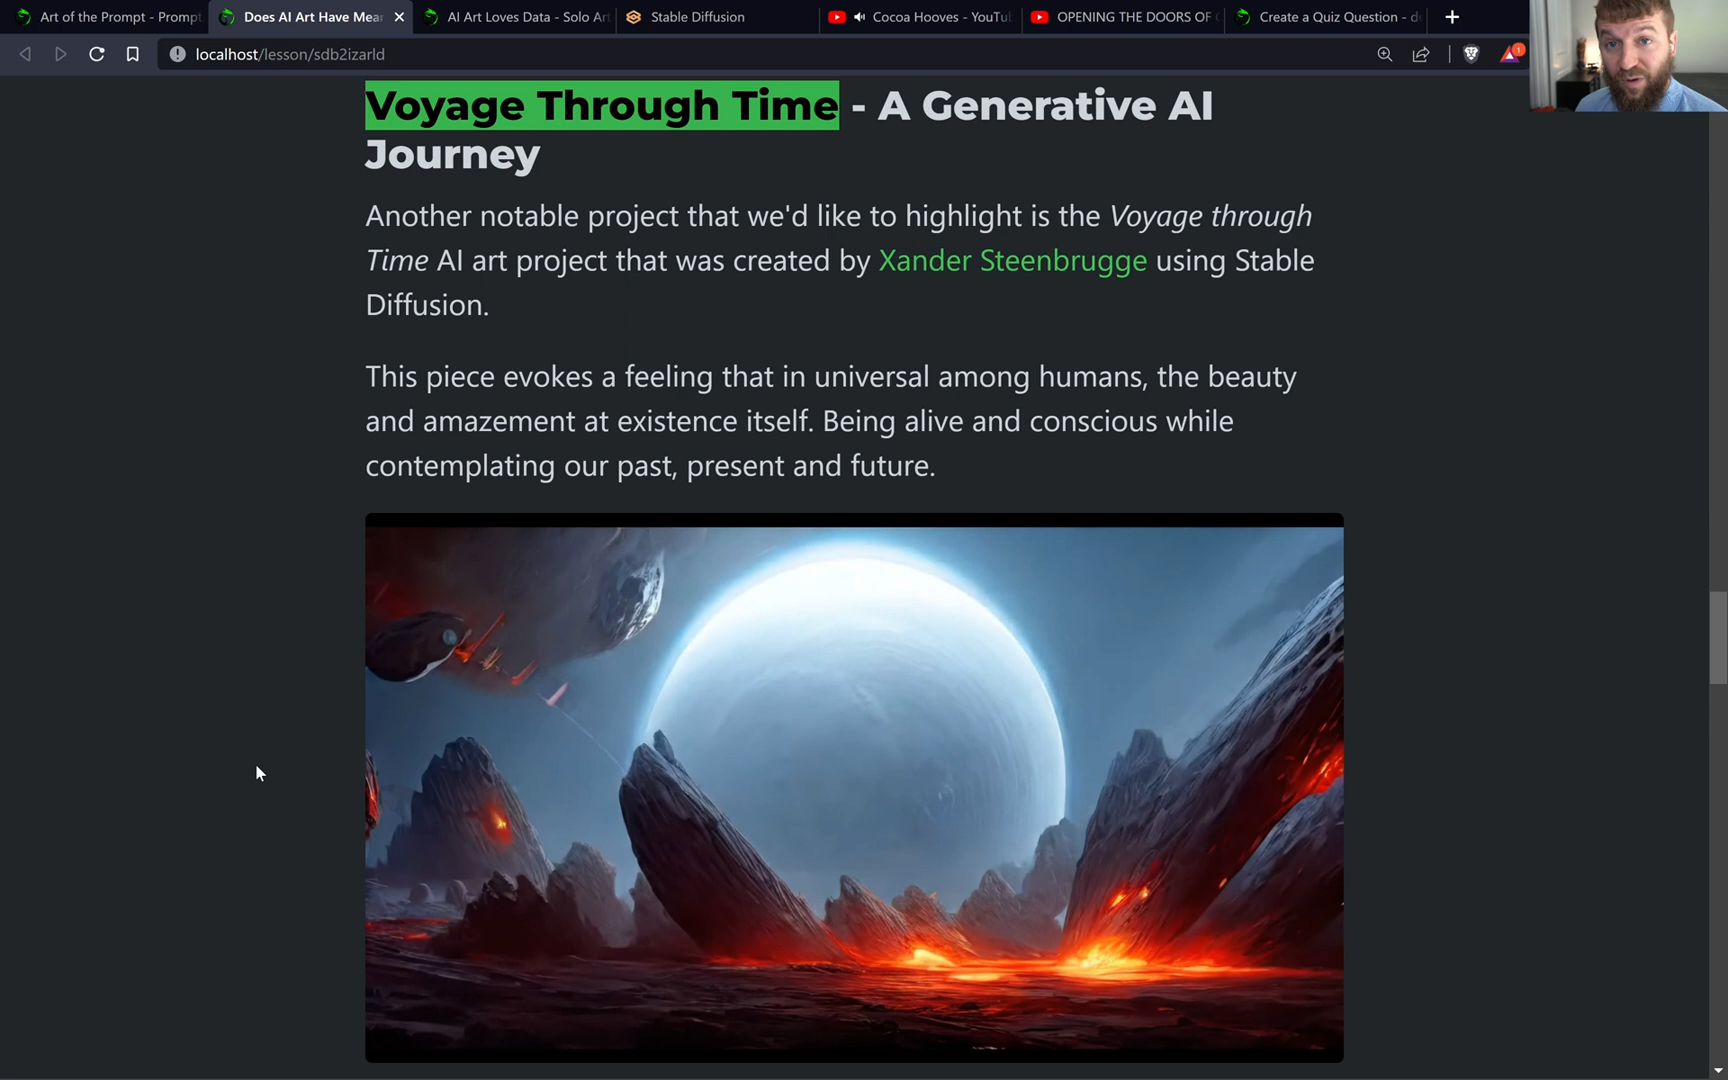 Art of the Prompt - Prompt
Does AI Art Have Mear
AI Art Loves Data - Solo Art
Stable Diffusion
Cocoa Hooves - YouTu
OPENING THE DOORS OF
Create a Quiz Question - de
localhost/lesson/sdb2izarld
1
Voyage Through Time - A Generative AI
Journey
Another notable project that we'd like to highlight is the Voyage through
Time AI art project that was created by Xander Steenbrugge using Stable
Diffusion.
This piece evokes a feeling that in universal among humans, the beauty
and amazement at existence itself. Being alive and conscious while
contemplating our past, present and future.